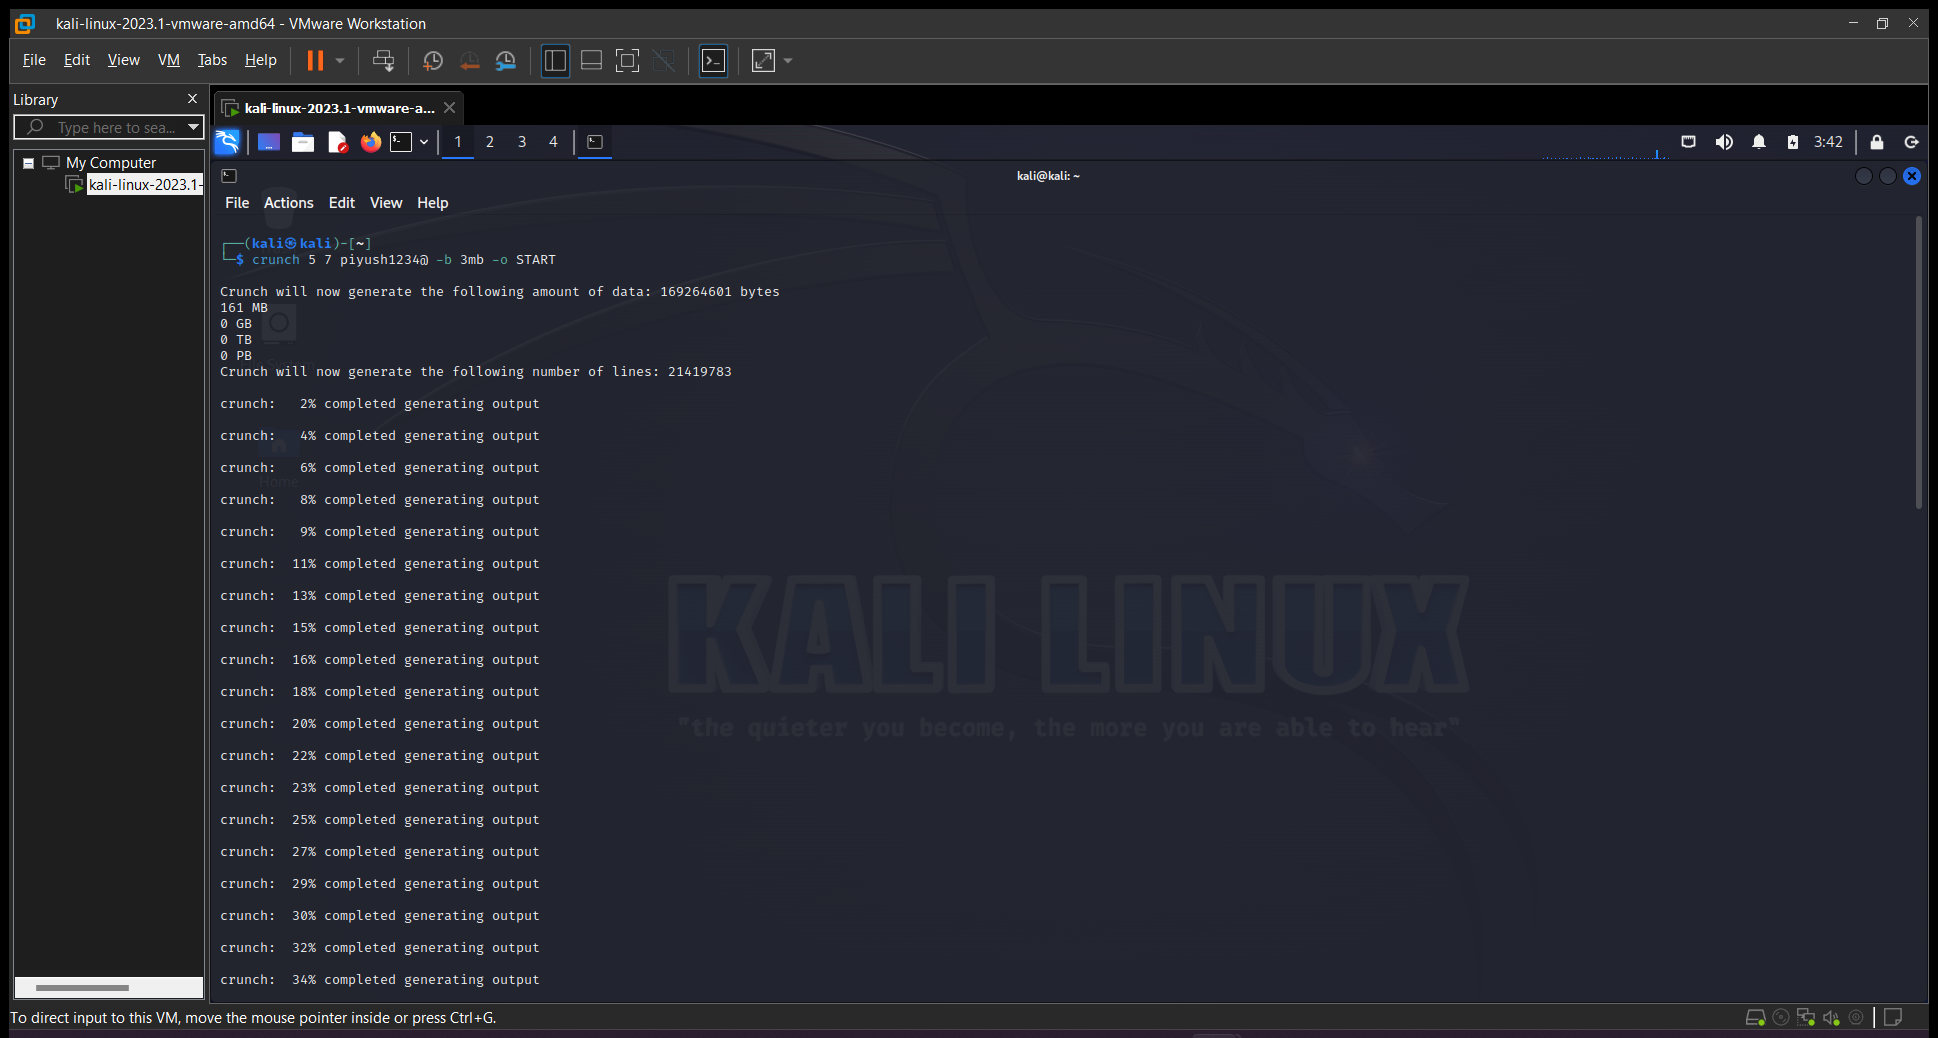 kali-linux-2023.1-vmware-amd64 - VMware Workstation
File Edit View VM Tabs Help
Library
kali-linux-2023.1-vmware-a...
Type here to sea...
1 2 3 4
3:42
My Computer
kali-linux-2023.1-
kali@kali: ~
File Actions Edit View Help
┌──(kali㉿kali)-[~]
└─$ crunch 5 7 piyush1234@ -b 3mb -o START
Crunch will now generate the following amount of data: 169264601 bytes
161 MB
0 GB
0 TB
0 PB
Crunch will now generate the following number of lines: 21419783
crunch:   2% completed generating output
crunch:   4% completed generating output
crunch:   6% completed generating output
Home
crunch:   8% completed generating output
crunch:   9% completed generating output
crunch:  11% completed generating output
crunch:  13% completed generating output
crunch:  15% completed generating output
crunch:  16% completed generating output
crunch:  18% completed generating output
crunch:  20% completed generating output
crunch:  22% completed generating output
crunch:  23% completed generating output
crunch:  25% completed generating output
crunch:  27% completed generating output
crunch:  29% completed generating output
crunch:  30% completed generating output
crunch:  32% completed generating output
crunch:  34% completed generating output
KALI LINUX
"the quieter you become, the more you are able to hear"
To direct input to this VM, move the mouse pointer inside or press Ctrl+G.